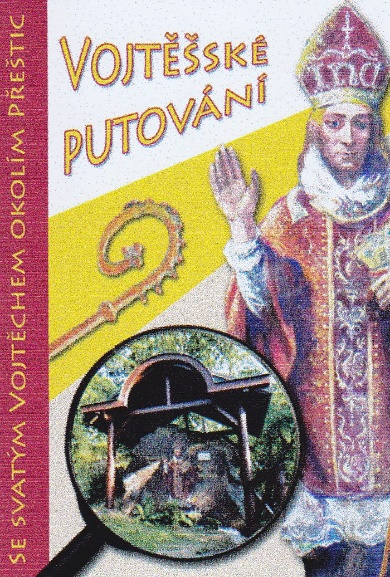 VOJTĚŠSKÉ
PUTOVÁNÍ
SE SVATÝM VOJTĚCHEM OKOLÍM PŘEŠTIC